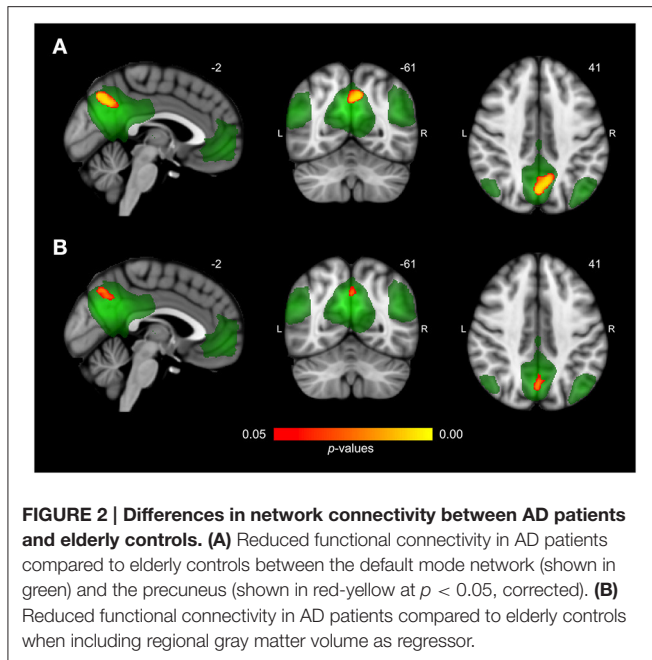 A
-2
-61
41
L
R
L
R
B
-2
-61
41
L
R
L
R
0.05
0.00
p-values
FIGURE 2 | Differences in network connectivity between AD patients
and elderly controls. (A) Reduced functional connectivity in AD patients
compared to elderly controls between the default mode network (shown in
green) and the precuneus (shown in red-yellow at p < 0.05, corrected). (B)
Reduced functional connectivity in AD patients compared to elderly controls
when including regional gray matter volume as regressor.